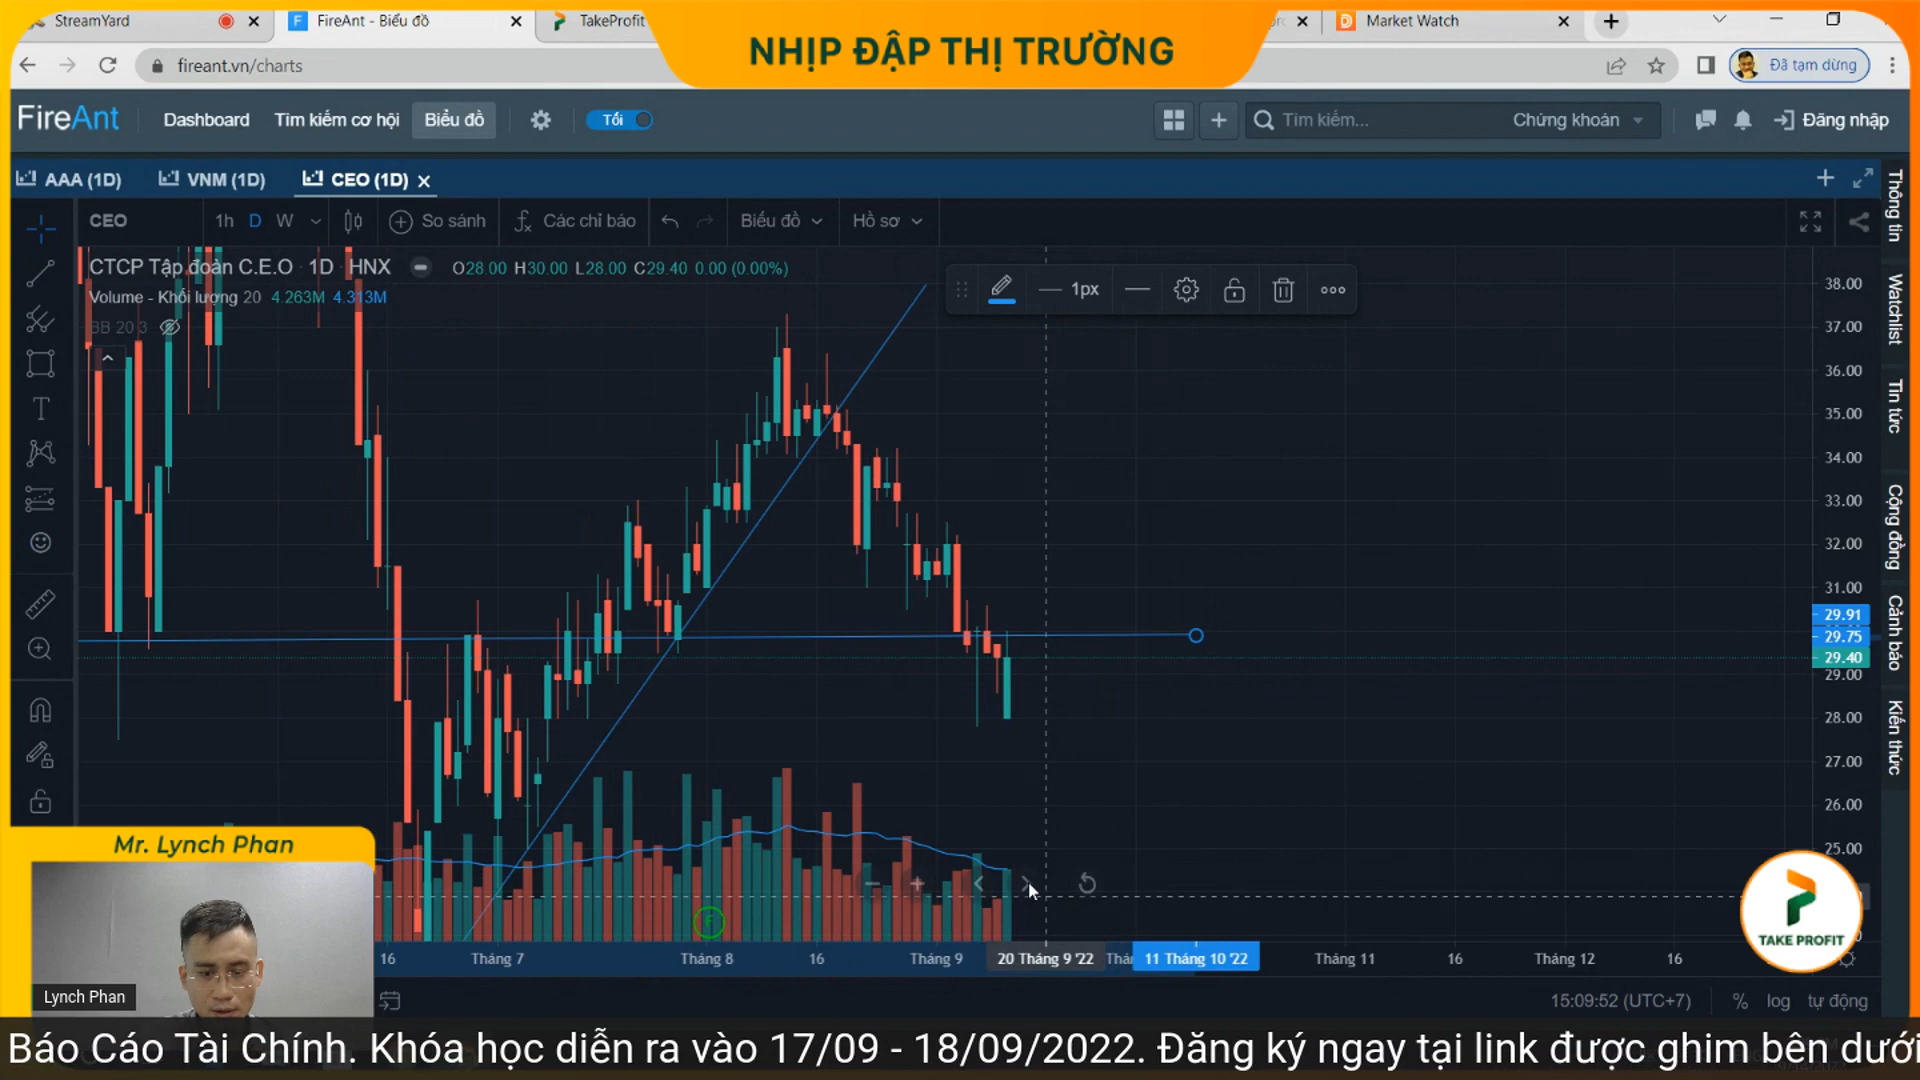 StreamYard
FireAnt - Biểu đồ
TakeProfit
Market Watch
NHỊP ĐẬP THỊ TRƯỜNG
fireant.vn/charts
Đã tạm dừng
FireAnt
Dashboard
Tìm kiếm cơ hội
Biểu đồ
Tối
Tìm kiếm...
Chứng khoán
Đăng nhập
AAA (1D)
VNM (1D)
CEO (1D)
CEO
1h
D
W
So sánh
Các chỉ báo
Biểu đồ
Hồ sơ
CTCP Tập đoàn C.E.O · 1D · HNX
O28.00 H30.00 L28.00 C29.40 0.00 (0.00%)
Volume - Khối lượng 20 4.263M 4.313M
BB 20 3
1px
38.00
37.00
36.00
35.00
34.00
33.00
32.00
31.00
29.91
29.75
29.40
29.00
28.00
27.00
26.00
25.00
Thông tin
Watchlist
Tin tức
Cộng đồng
Cảnh báo
Kiến thức
F
16
Tháng 7
Tháng 8
16
Tháng 9
20 Tháng 9 '22
11 Tháng 10 '22
Tháng 11
16
Tháng 12
16
15:09:52 (UTC+7)
%
log
tự động
Mr. Lynch Phan
Lynch Phan
TAKE PROFIT
Báo Cáo Tài Chính. Khóa học diễn ra vào 17/09 - 18/09/2022. Đăng ký ngay tại link được ghim bên dưới